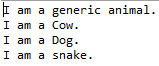 I am a generic animal.
I am a Cow.
I am a Dog.
I am a snake.